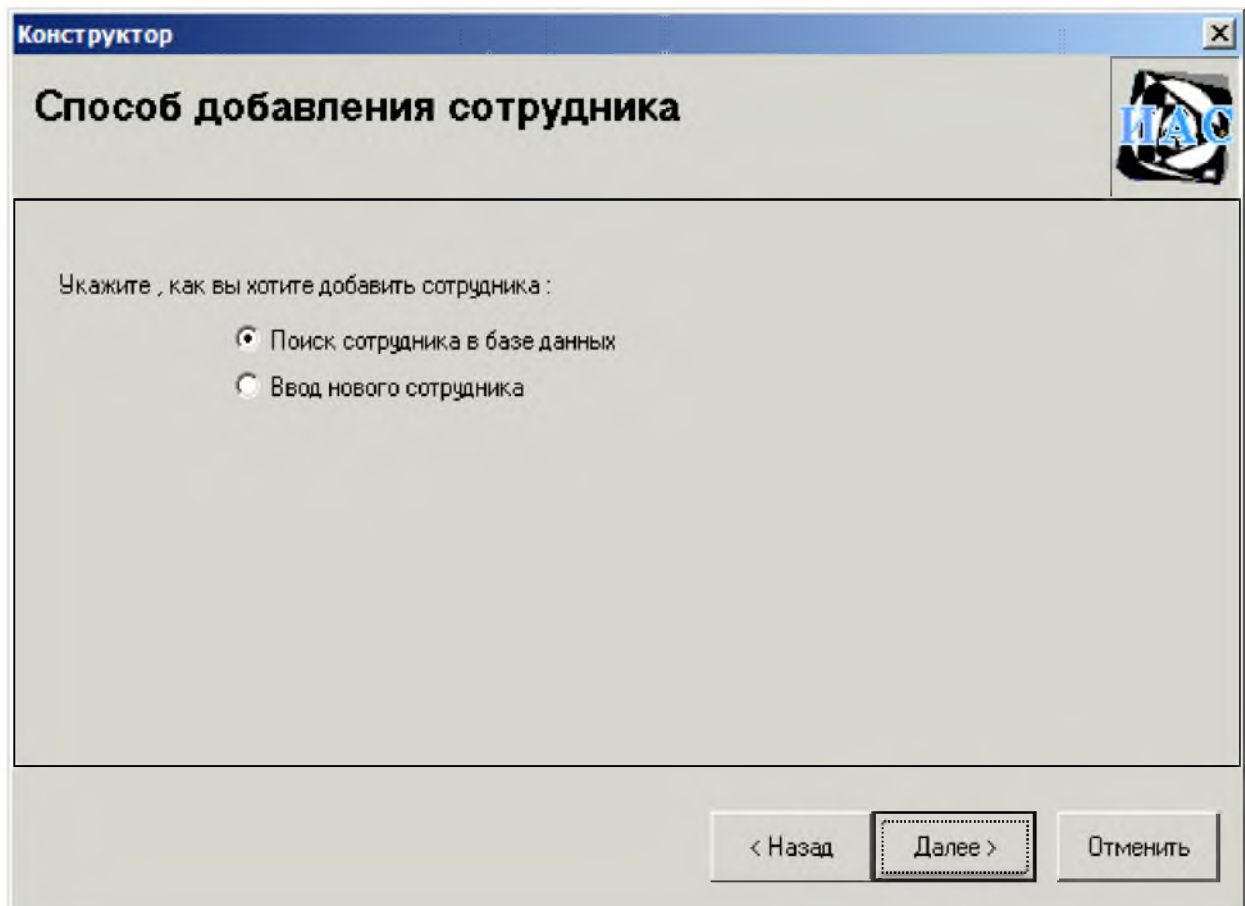 Конструктор
Способ добавления сотрудника
ИАС
Укажите , как вы хотите добавить сотрудника :
Поиск сотрудника в базе данных
Ввод нового сотрудника
< Назад
Далее >
Отменить